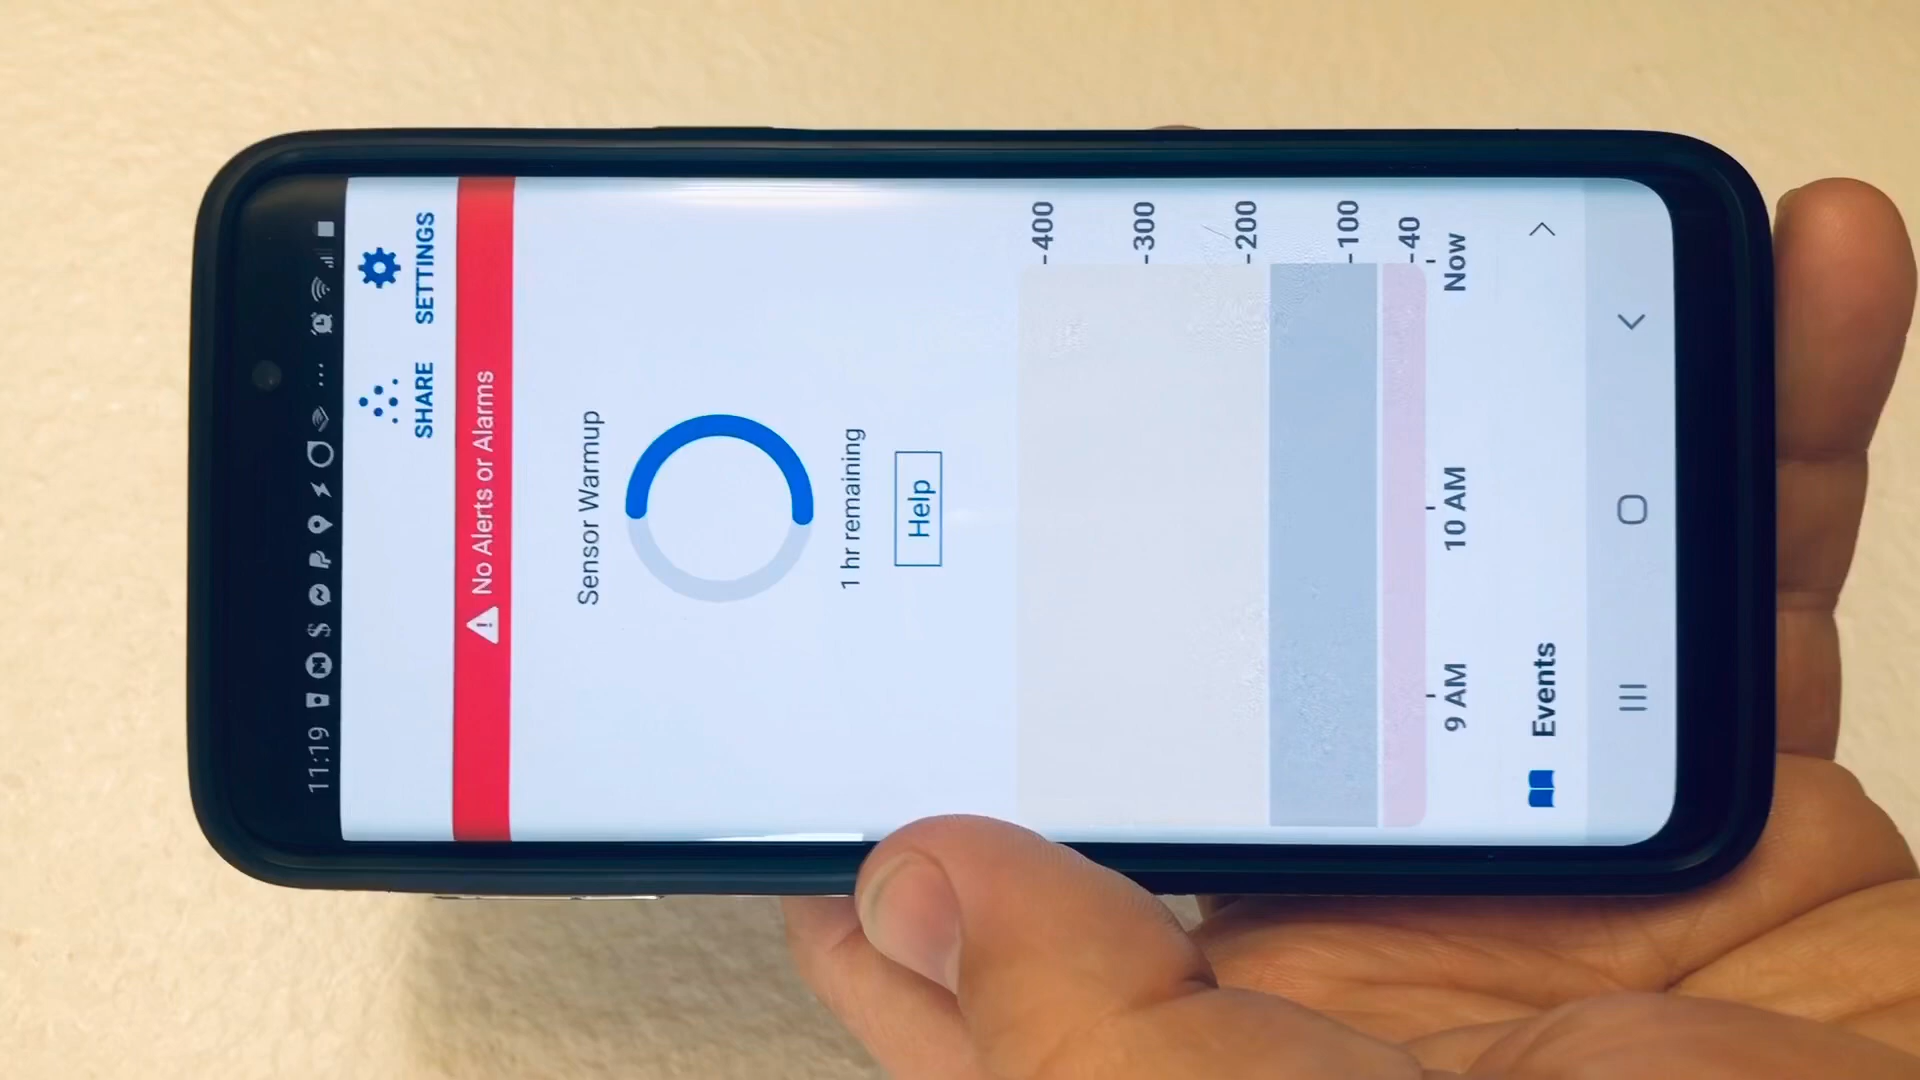 11:19
SHARE SETTINGS
No Alerts or Alarms
Sensor Warmup
1 hr remaining
Help
400
300
200
100
40
9 AM 10 AM Now
Events